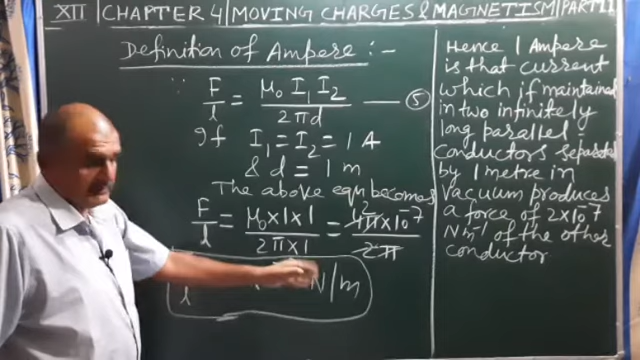 XII | CHAPTER 4 | MOVING CHARGES & MAGNETISM | PART 11
Definition of Ampere :-
∵ F/l = μ₀ I₁ I₂ / 2πd — ⑤
If I₁ = I₂ = 1 A
& d = 1 m
The above eqn becomes
F/l = μ₀×1×1 / 2π×1 = 4π×10⁻⁷ / 2π
2
l N/m
Hence 1 Ampere
is that current
which if maintained
in two infinitely
long parallel
conductors separated
by 1 metre in
vacuum produces
a force of 2×10⁻⁷
Nm⁻¹ of the other
conductor